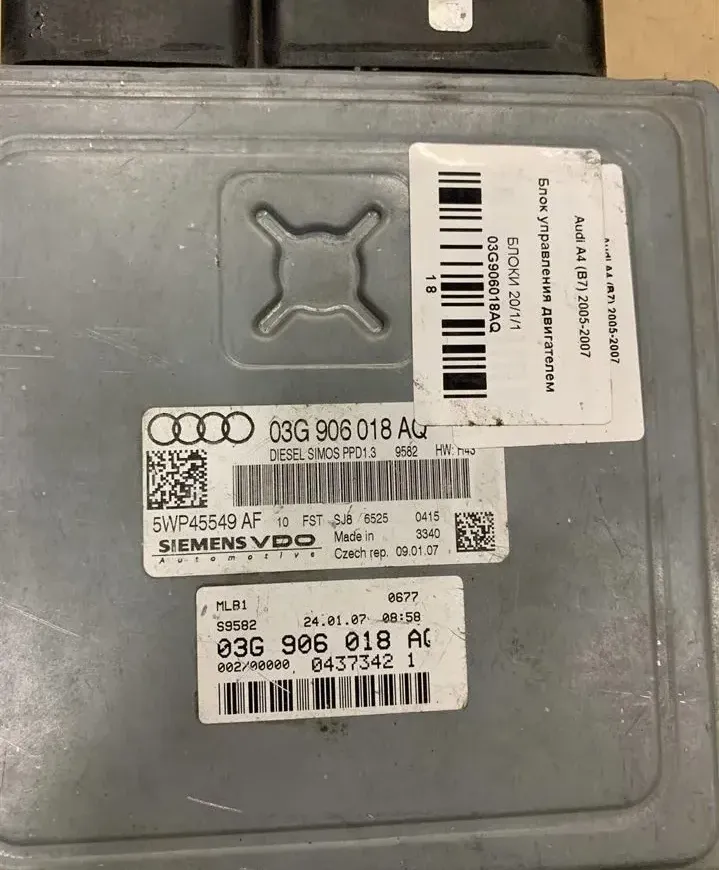 Audi A4 (B7) 2005-2007
Audi A4 (B7) 2005-2007
Блок управления двигателем
БЛОКИ 20/1/1
03G906018AQ
18
03G 906 018 AQ
DIESEL SIMOS PPD1.3 9582 HW: H43
5WP45549 AF 10 FST SJ8 6525 0415
SIEMENS VDO Made in 3340
Automotive Czech rep. 09.01.07
MLB1 0677
S9582 24.01.07 08:58
03G 906 018 AQ
002/00000 0437342 1